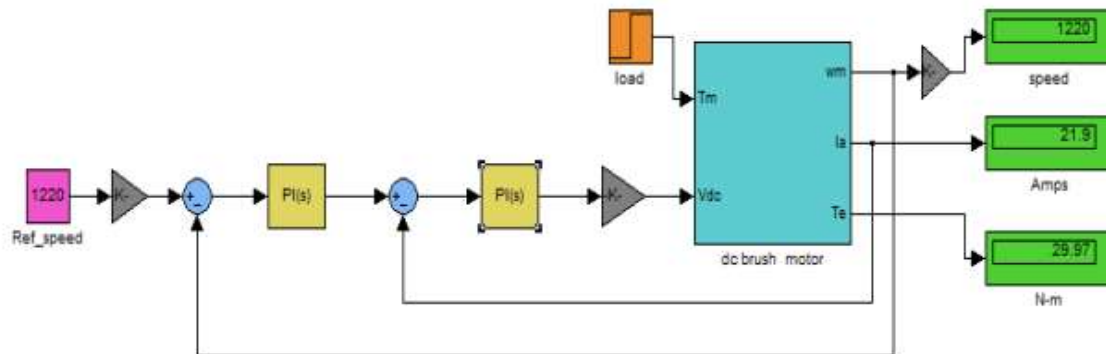 1220
speed
load
wm
Tm
Ia
21.9
Amps
1220
K-
+
-
PI(s)
+
-
PI(s)
K-
Vdc
Te
K-
Ref_speed
dc brush motor
29.97
N-m